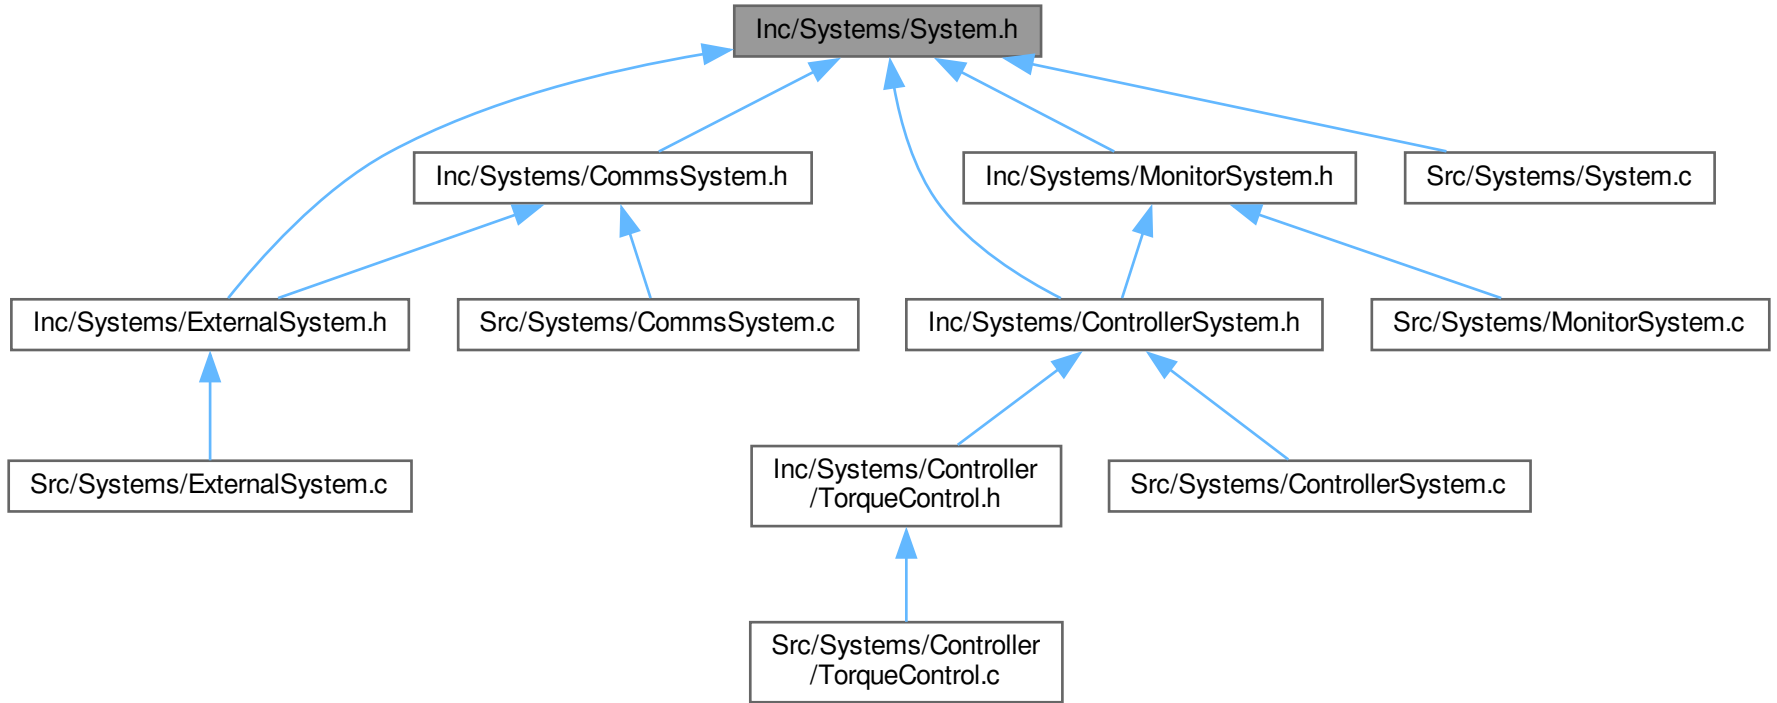 Inc/Systems/System.h
Inc/Systems/CommsSystem.h
Inc/Systems/MonitorSystem.h
Src/Systems/System.c
Inc/Systems/ExternalSystem.h
Src/Systems/CommsSystem.c
Inc/Systems/ControllerSystem.h
Src/Systems/MonitorSystem.c
Src/Systems/ExternalSystem.c
Inc/Systems/Controller
/TorqueControl.h
Src/Systems/ControllerSystem.c
Src/Systems/Controller
/TorqueControl.c